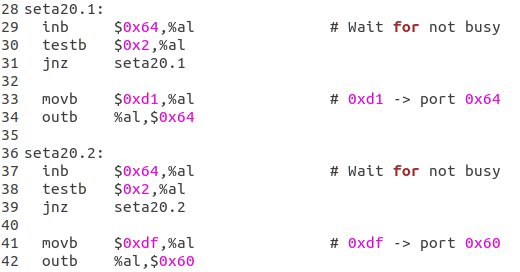 28 seta20.1:
29   inb     $0x64,%al               # Wait for not busy
30   testb   $0x2,%al
31   jnz     seta20.1
32
33   movb    $0xd1,%al               # 0xd1 -> port 0x64
34   outb    %al,$0x64
35
36 seta20.2:
37   inb     $0x64,%al               # Wait for not busy
38   testb   $0x2,%al
39   jnz     seta20.2
40
41   movb    $0xdf,%al               # 0xdf -> port 0x60
42   outb    %al,$0x60